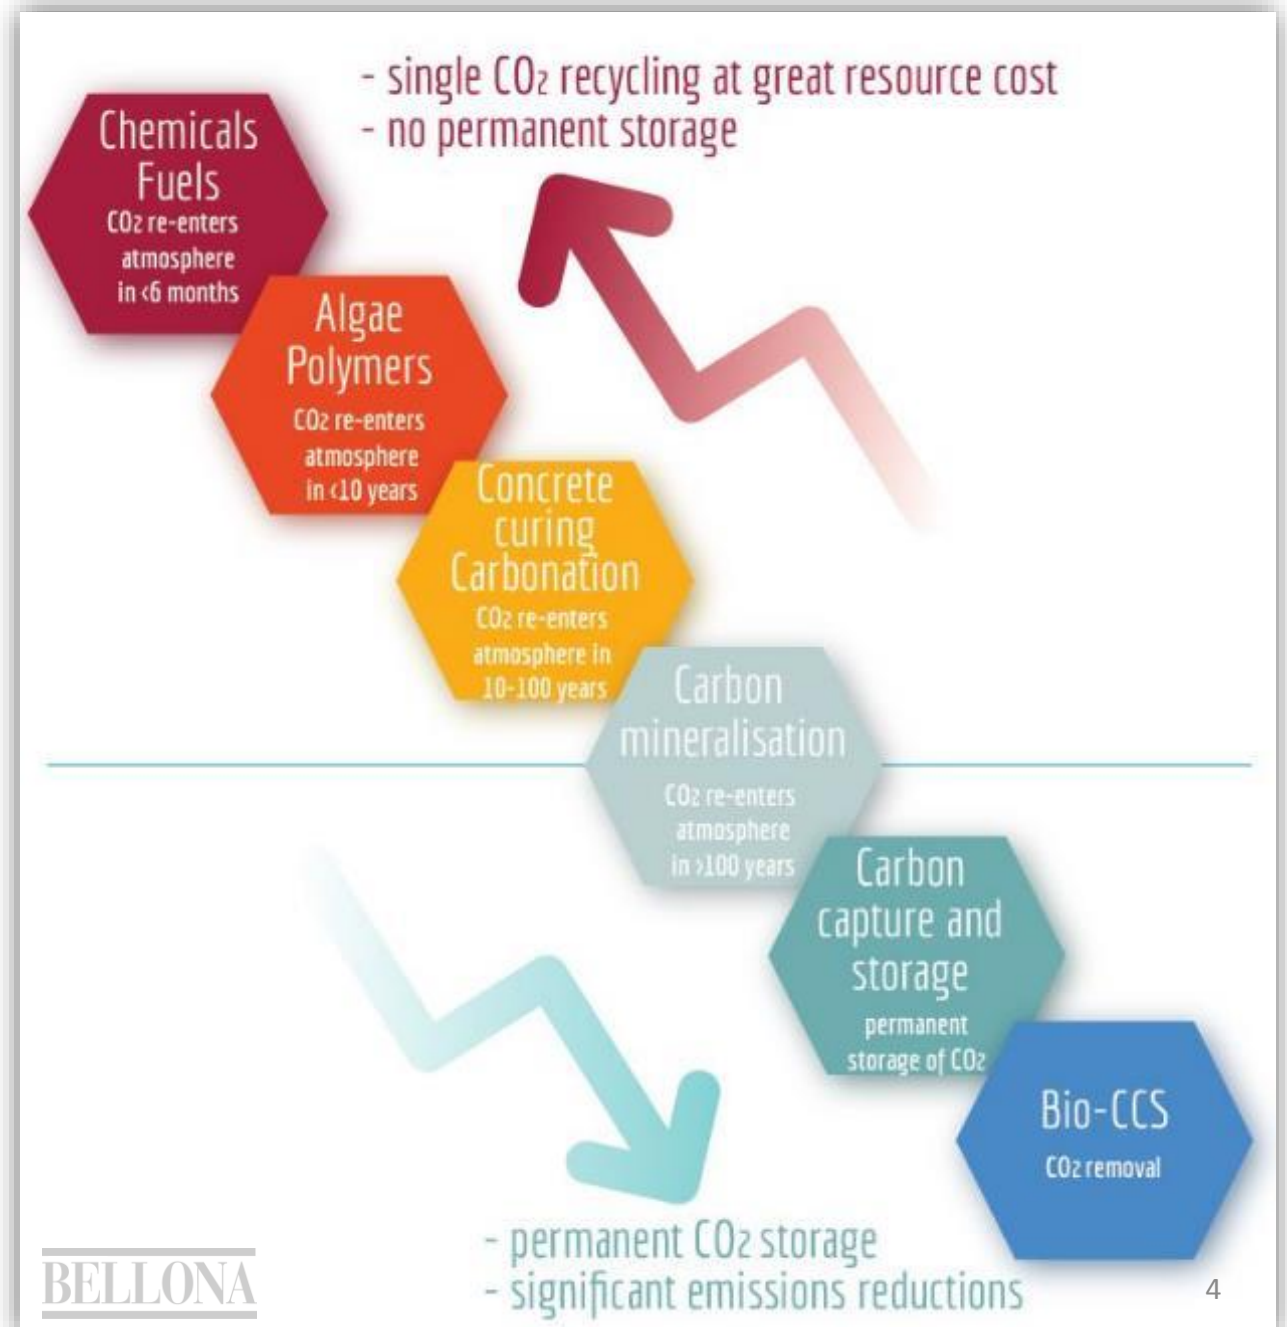 - single CO2 recycling at great resource cost
- no permanent storage
Chemicals
Fuels
CO2 re-enters
atmosphere
in <6 months
Algae
Polymers
CO2 re-enters
atmosphere
in <10 years
Concrete
curing
Carbonation
CO2 re-enters
atmosphere in
10-100 years
Carbon
mineralisation
CO2 re-enters
atmosphere
in >100 years
Carbon
capture and
storage
permanent
storage of CO2
Bio-CCS
CO2 removal
- permanent CO2 storage
- significant emissions reductions
BELLONA
4